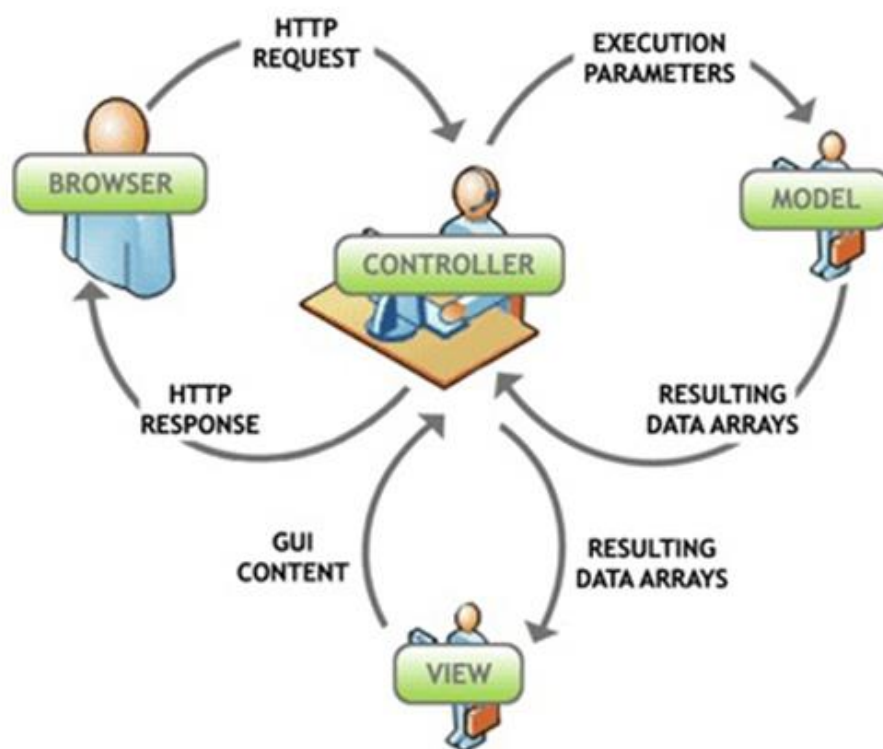 HTTP
REQUEST
EXECUTION
PARAMETERS
BROWSER
MODEL
CONTROLLER
HTTP
RESPONSE
RESULTING
DATA ARRAYS
GUI
CONTENT
RESULTING
DATA ARRAYS
VIEW